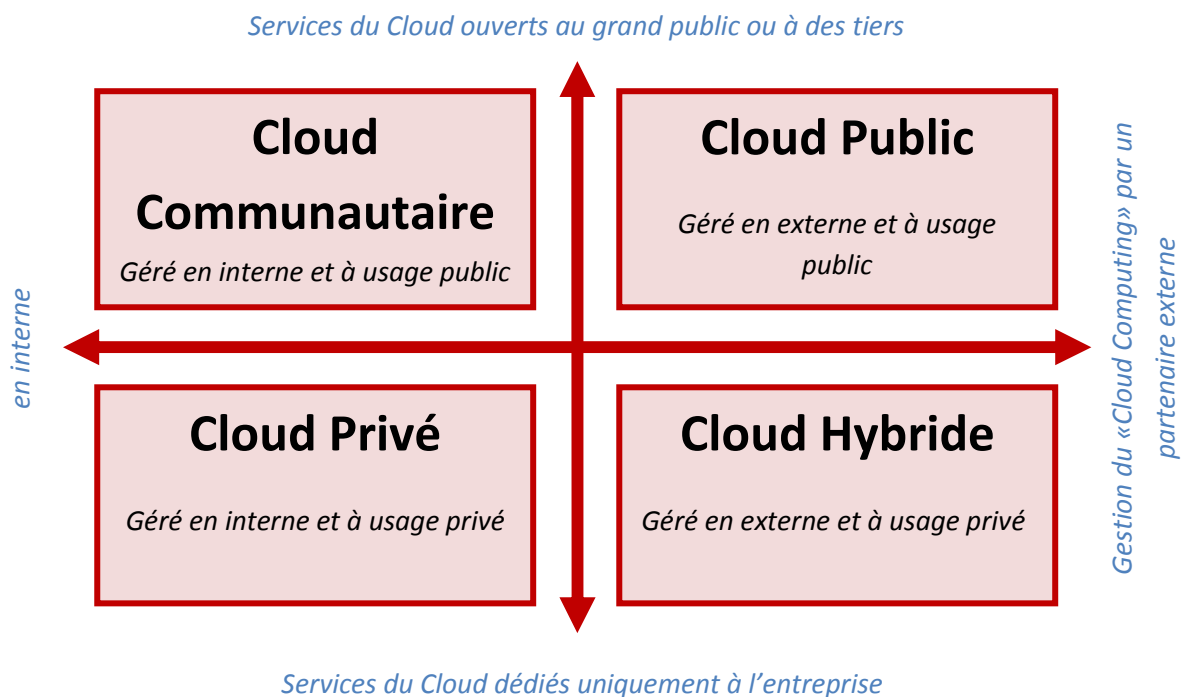 Services du Cloud ouverts au grand public ou à des tiers
Cloud
Communautaire
Géré en interne et à usage public
Cloud Public
Géré en externe et à usage
public
en interne
Gestion du «Cloud Computing» par un
partenaire externe
Cloud Privé
Géré en interne et à usage privé
Cloud Hybride
Géré en externe et à usage privé
Services du Cloud dédiés uniquement à l’entreprise